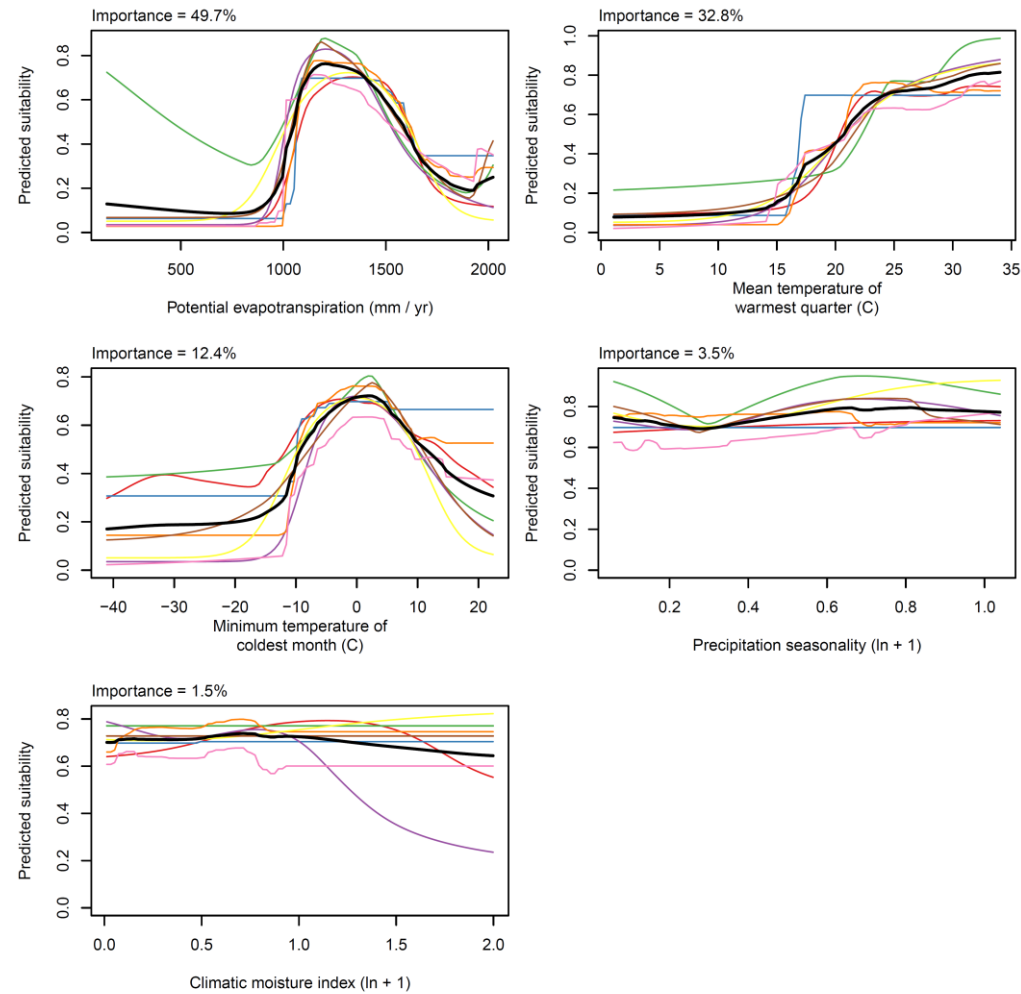 Importance = 49.7%
Predicted suitability
0.0 0.2 0.4 0.6 0.8
500 1000 1500 2000
Potential evapotranspiration (mm / yr)
Importance = 32.8%
Predicted suitability
0.0 0.2 0.4 0.6 0.8 1.0
0 5 10 15 20 25 30 35
Mean temperature of
warmest quarter (C)
Importance = 12.4%
Predicted suitability
0.0 0.2 0.4 0.6 0.8
−40 −30 −20 −10 0 10 20
Minimum temperature of
coldest month (C)
Importance = 3.5%
Predicted suitability
0.0 0.2 0.4 0.6 0.8 1.0
0.2 0.4 0.6 0.8 1.0
Precipitation seasonality (ln + 1)
Importance = 1.5%
Predicted suitability
0.0 0.2 0.4 0.6 0.8
0.0 0.5 1.0 1.5 2.0
Climatic moisture index (ln + 1)